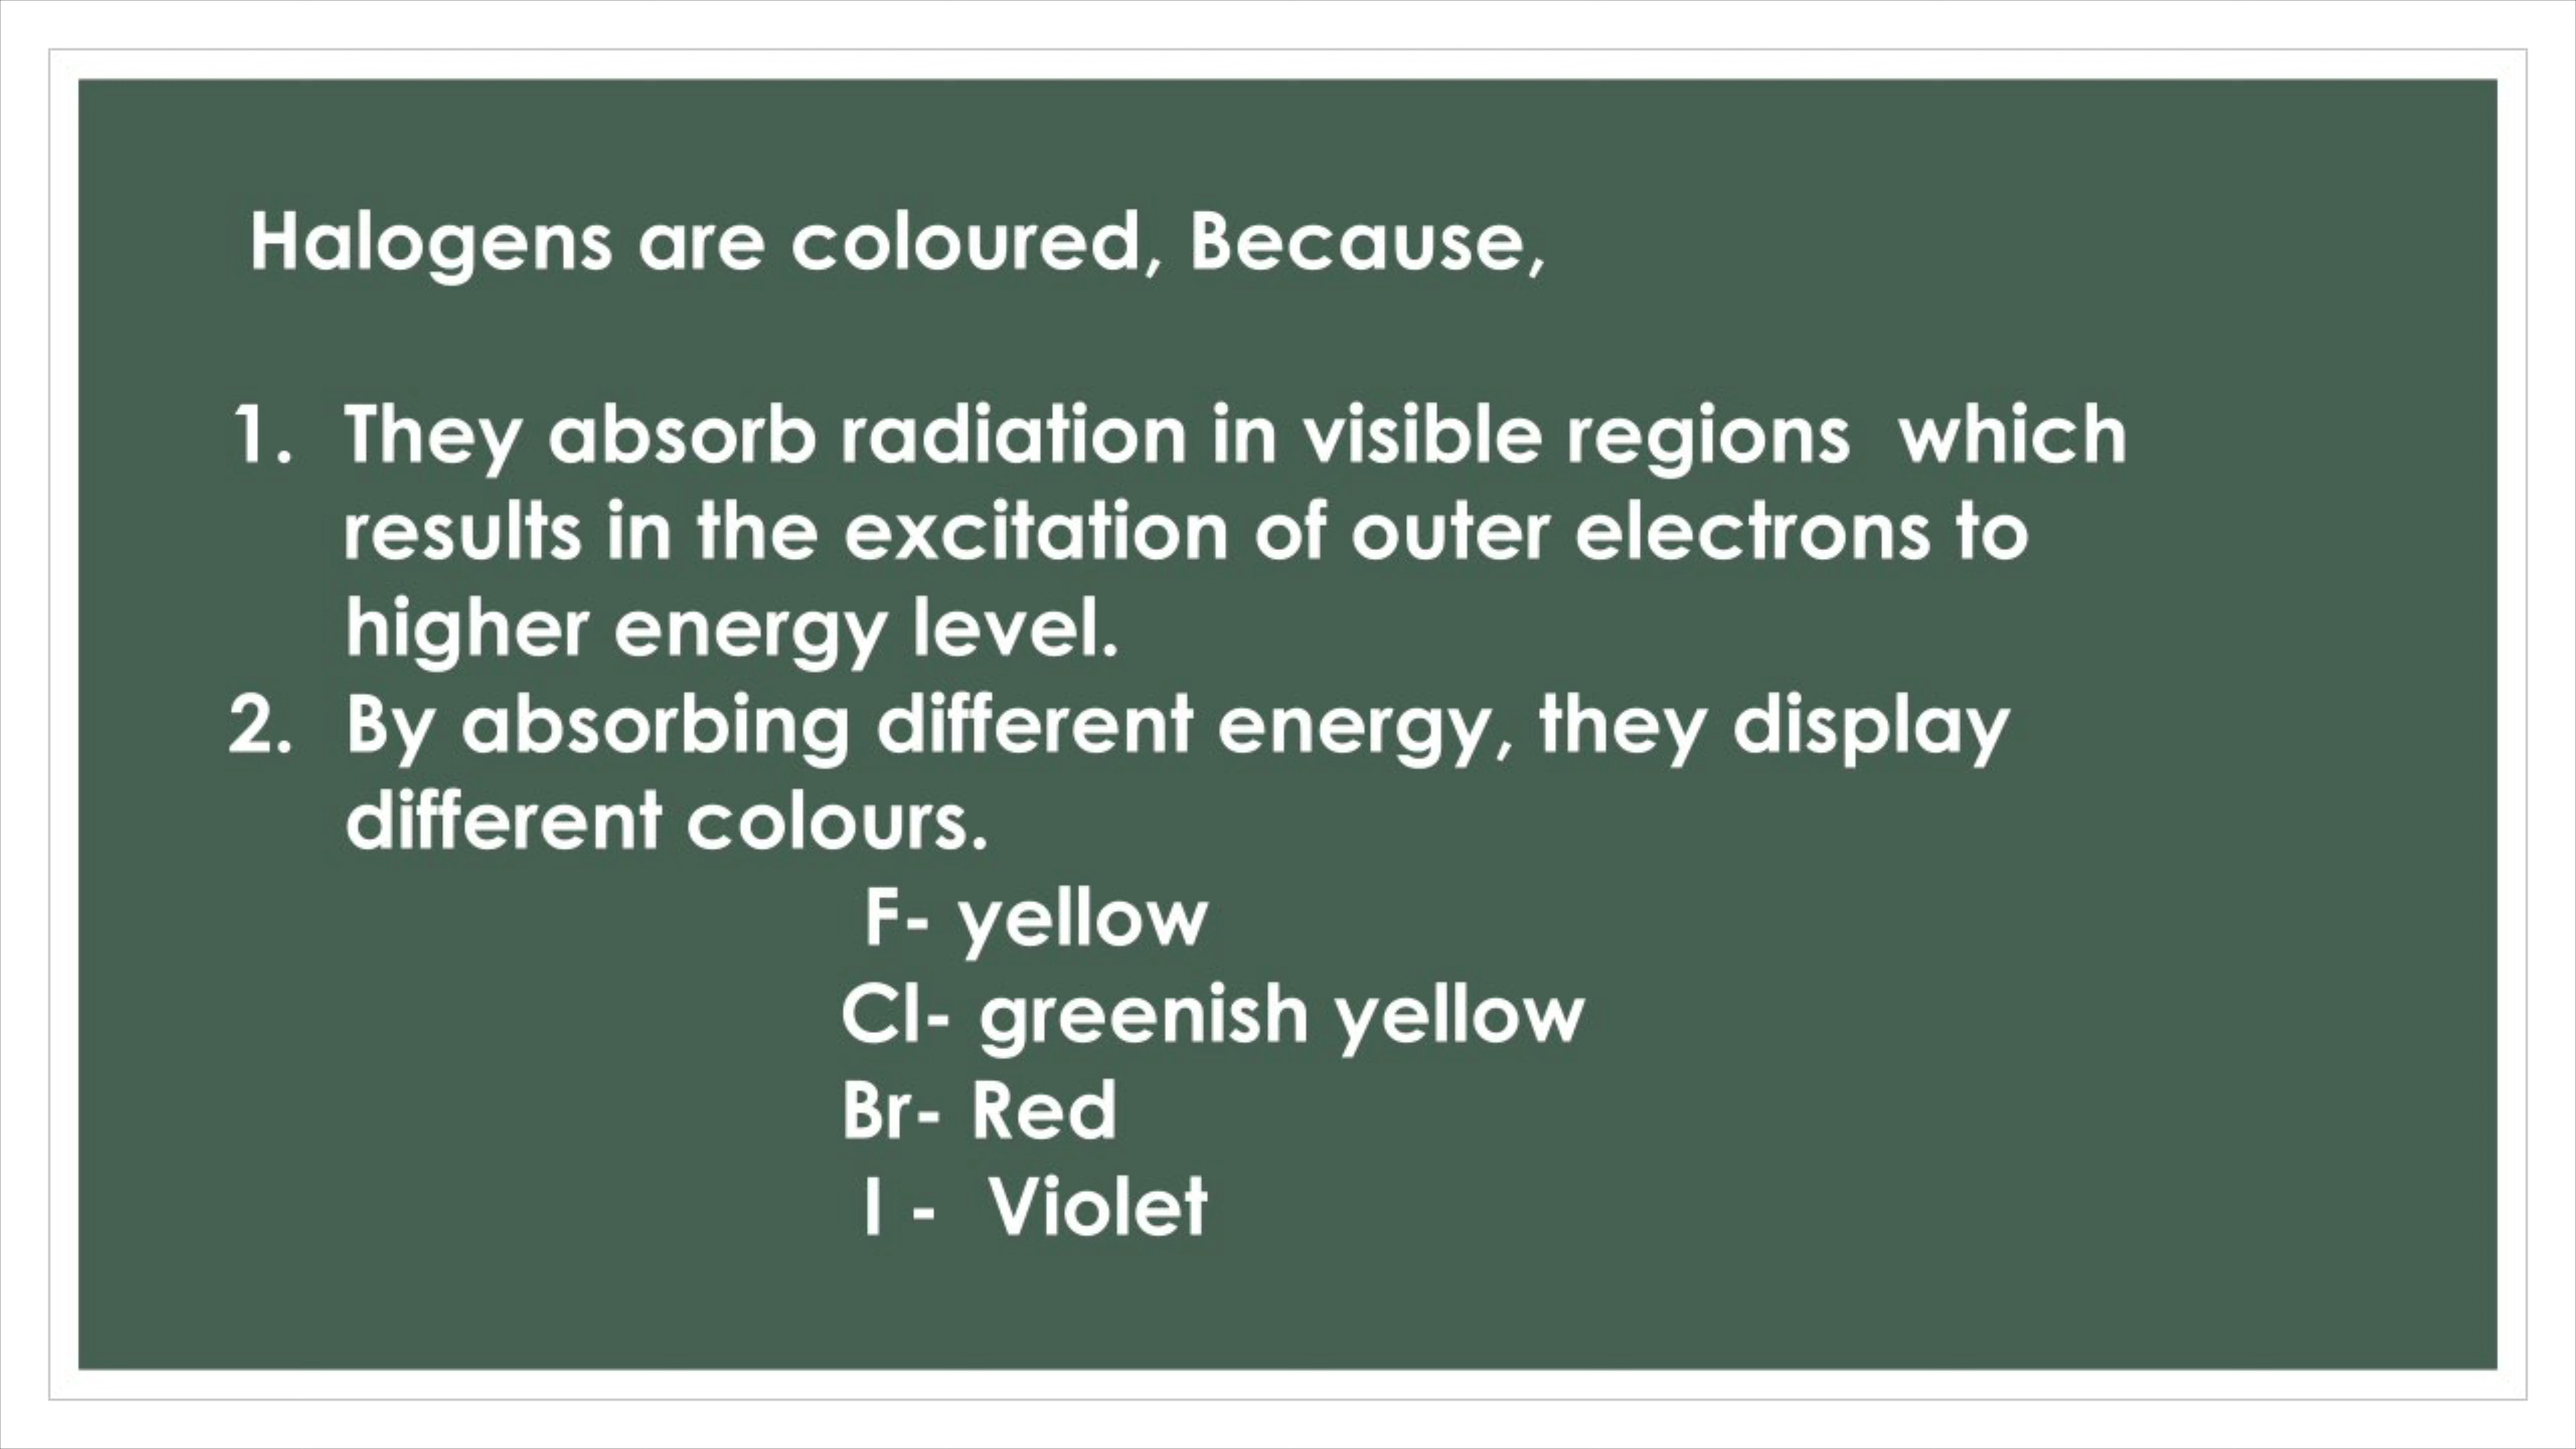 Halogens are coloured, Because,
1. They absorb radiation in visible regions which
results in the excitation of outer electrons to
higher energy level.
2. By absorbing different energy, they display
different colours.
F- yellow
Cl- greenish yellow
Br- Red
I - Violet